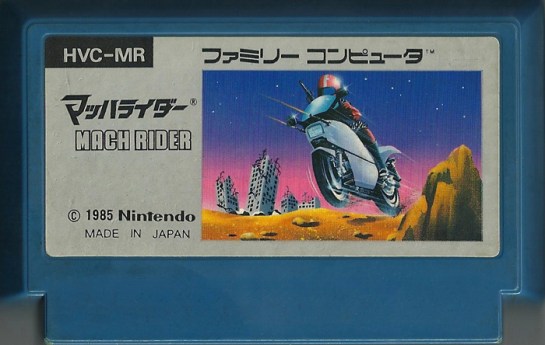 HVC-MR
ファミリー コンピュータ™
マッハライダー®
MACH RIDER
© 1985 Nintendo
MADE IN JAPAN